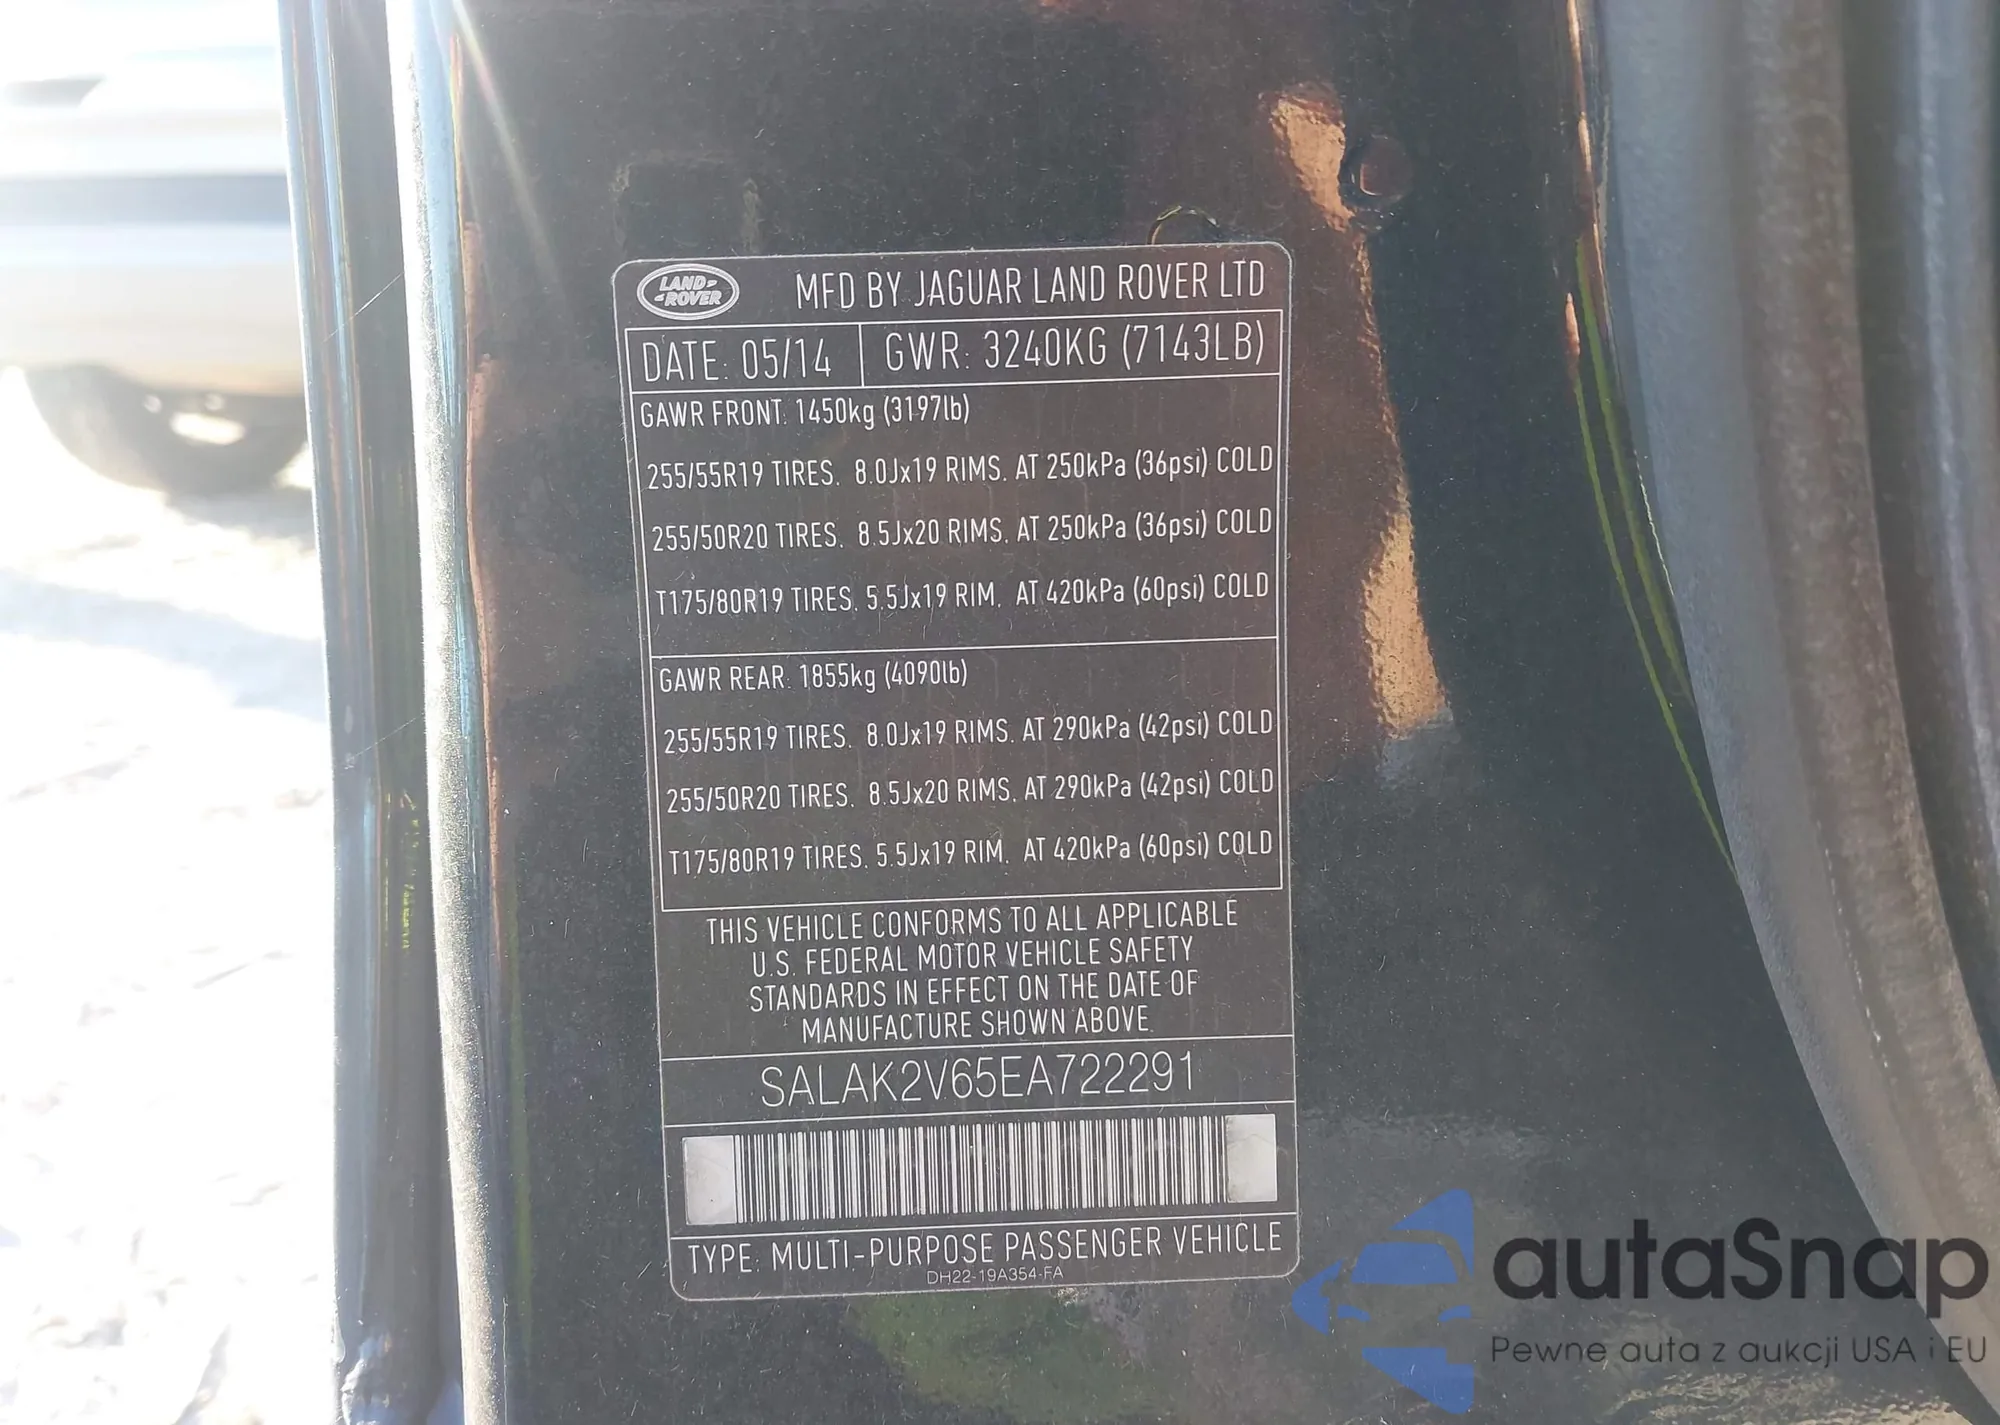 LAND-
-ROVER
MFD BY JAGUAR LAND ROVER LTD
DATE: 05/14 GWR: 3240KG (7143LB)
GAWR FRONT: 1450kg (3197lb)
255/55R19 TIRES. 8.0Jx19 RIMS. AT 250kPa (36psi) COLD
255/50R20 TIRES. 8.5Jx20 RIMS. AT 250kPa (36psi) COLD
T175/80R19 TIRES. 5.5Jx19 RIM. AT 420kPa (60psi) COLD
GAWR REAR: 1855kg (4090lb)
255/55R19 TIRES. 8.0Jx19 RIMS. AT 290kPa (42psi) COLD
255/50R20 TIRES. 8.5Jx20 RIMS. AT 290kPa (42psi) COLD
T175/80R19 TIRES. 5.5Jx19 RIM. AT 420kPa (60psi) COLD
THIS VEHICLE CONFORMS TO ALL APPLICABLE
U.S. FEDERAL MOTOR VEHICLE SAFETY
STANDARDS IN EFFECT ON THE DATE OF
MANUFACTURE SHOWN ABOVE.
SALAK2V65EA722291
TYPE: MULTI-PURPOSE PASSENGER VEHICLE
DH22-19A354-FA
autaSnap
Pewne auta z aukcji USA i EU